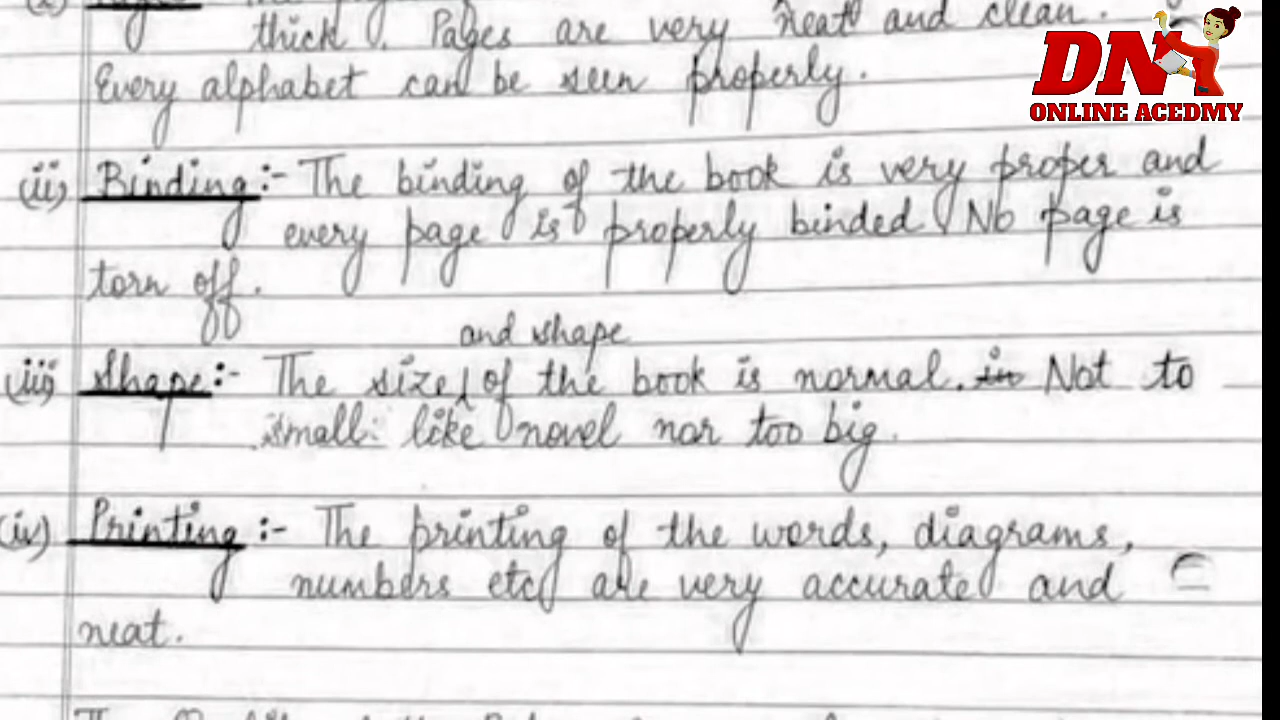 thick. Pages are very neat and clean.
Every alphabet can be seen properly.
DN
ONLINE ACEDMY
(ii) Binding:- The binding of the book is very proper and
every page is properly binded. No page is
torn off.
and shape
(iii) Shape:- The size of the book is normal. in Not to
small like novel nor too big.
(iv) Printing:- The printing of the words, diagrams,
numbers etc are very accurate and
neat.